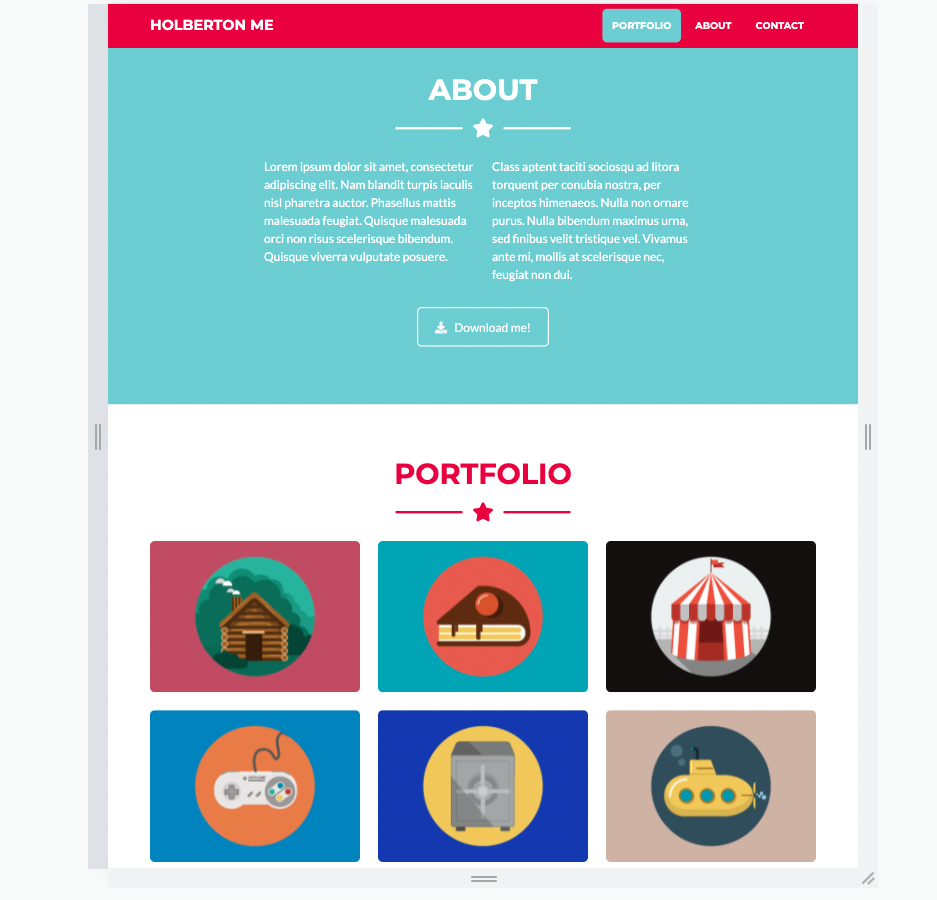 HOLBERTON ME
PORTFOLIO
ABOUT
CONTACT
ABOUT
Lorem ipsum dolor sit amet, consectetur
adipiscing elit. Nam blandit turpis iaculis
nisl pharetra auctor. Phasellus mattis
malesuada feugiat. Quisque malesuada
orci non risus scelerisque bibendum.
Quisque viverra vulputate posuere.
Class aptent taciti sociosqu ad litora
torquent per conubia nostra, per
inceptos himenaeos. Nulla non ornare
purus. Nulla bibendum maximus urna,
sed finibus velit tristique vel. Vivamus
ante mi, mollis at scelerisque nec,
feugiat non dui.
Download me!
PORTFOLIO